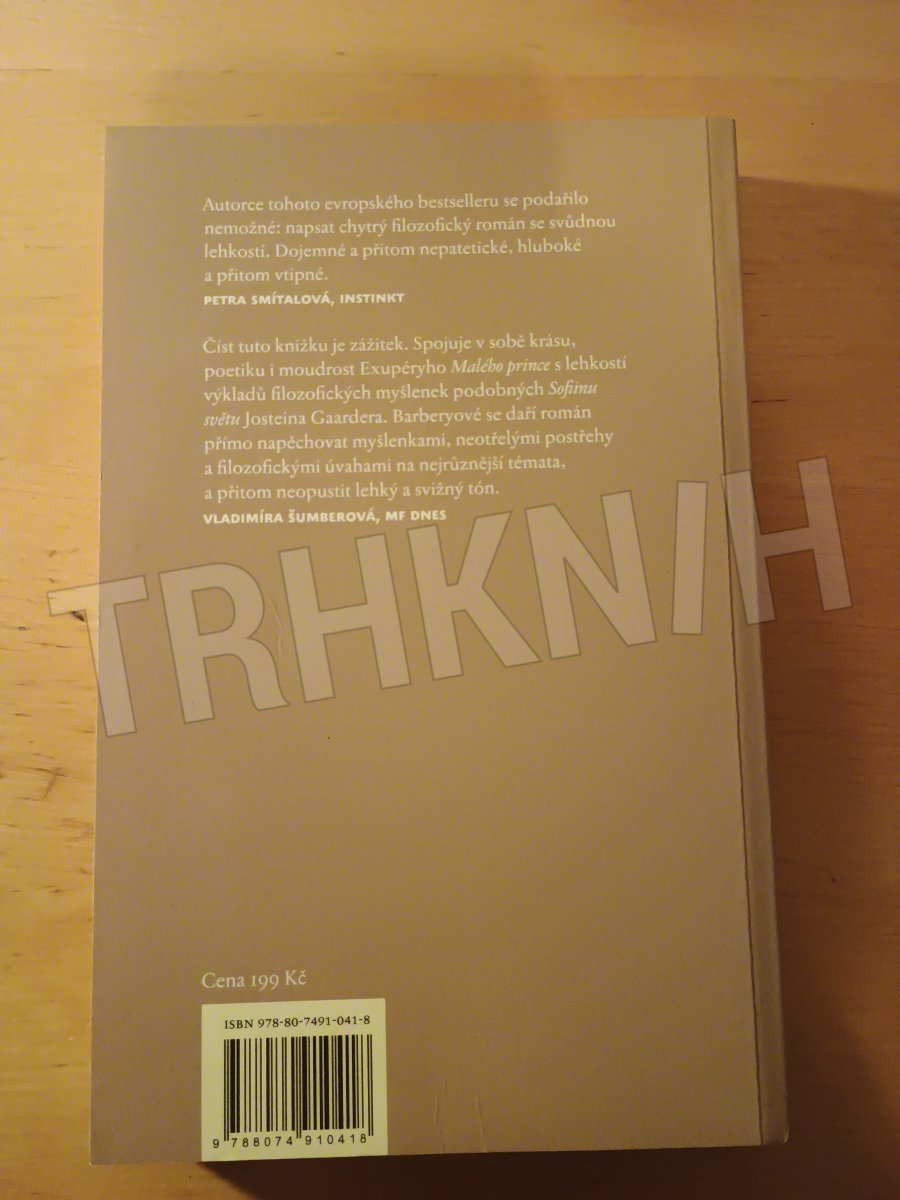 Autorce tohoto evropského bestselleru se podařilo
nemožné: napsat chytrý filozofický román se svůdnou
lehkostí. Dojemné a přitom nepatetické, hluboké
a přitom vtipné.
PETRA SMÍTALOVÁ, INSTINKT
Číst tuto knížku je zážitek. Spojuje v sobě krásu,
poetiku i moudrost Exupéryho Malého prince s lehkostí
výkladů filozofických myšlenek podobných Sofiinu
světu Josteina Gaardera. Barberyové se daří román
přímo napěchovat myšlenkami, neotřelými postřehy
a filozofickými úvahami na nejrůznější témata,
a přitom neopustit lehký a svižný tón.
VLADIMÍRA ŠUMBEROVÁ, MF DNES
TRHKNIH
Cena 199 Kč
ISBN 978-80-7491-041-8
9 788074 910418